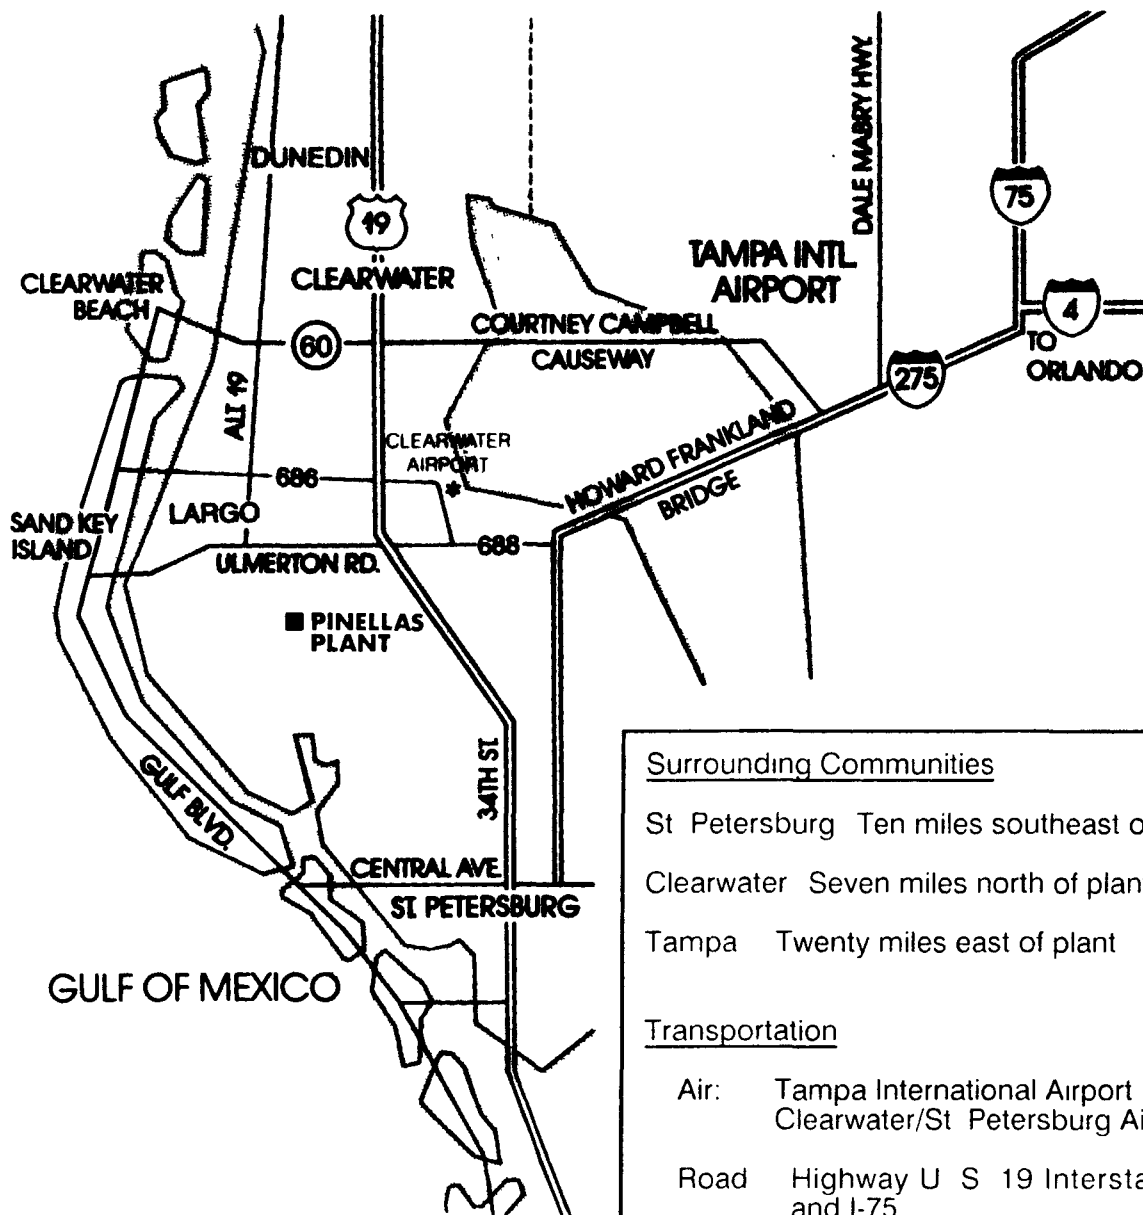 DUNEDIN
DALE MABRY HWY.
75
19
CLEARWATER
CLEARWATER
BEACH
TAMPA INTL.
AIRPORT
4
TO
ORLANDO
60
COURTNEY CAMPBELL
CAUSEWAY
275
ALT 19
CLEARWATER
AIRPORT
*
HOWARD FRANKLAND
BRIDGE
686
LARGO
SAND KEY
ISLAND
ULMERTON RD.
688
PINELLAS
PLANT
GULF BLVD.
34TH ST.
CENTRAL AVE.
ST. PETERSBURG
GULF OF MEXICO
Surrounding Communities
St Petersburg Ten miles southeast o
Clearwater Seven miles north of plan
Tampa Twenty miles east of plant
Transportation
Air: Tampa International Airport
Clearwater/St Petersburg Ai
Road Highway U S 19 Intersta
and I-75